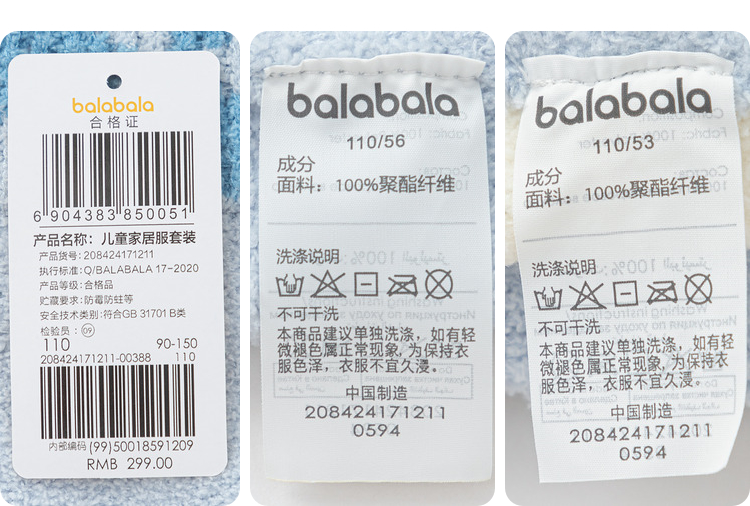 balabala
合格证
6 904383 850051
产品名称：儿童家居服套装
产品货号：208424171211
执行标准：Q/BALABALA 17-2020
产品等级：合格品
贮藏要求：防霉防蛀等
安全技术类别：符合GB 31701 B类
检验员：09
110 90-150
208424171211-00388 110
内部编码 (99)50018591209
RMB 299.00
balabala
110/56
成分
面料：100%聚酯纤维
洗涤说明
不可干洗
本商品建议单独洗涤，如有轻
微褪色属正常现象，为保持衣
服色泽，衣服不宜久浸。
中国制造
208424171211
0594
balabala
110/53
成分
面料：100%聚酯纤维
洗涤说明
不可干洗
本商品建议单独洗涤，如有轻
微褪色属正常现象，为保持衣
服色泽，衣服不宜久浸。
中国制造
208424171211
0594